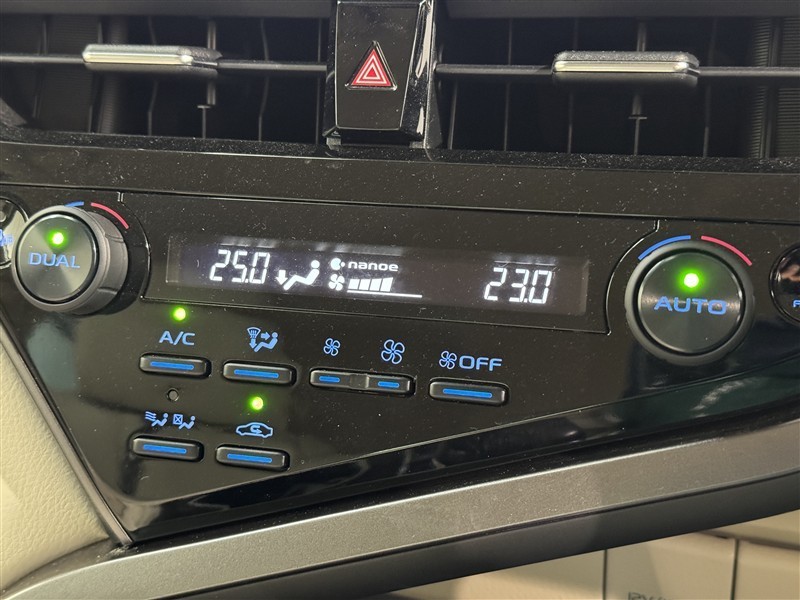 DUAL
25.0
nanoe
23.0
AUTO
A/C
OFF